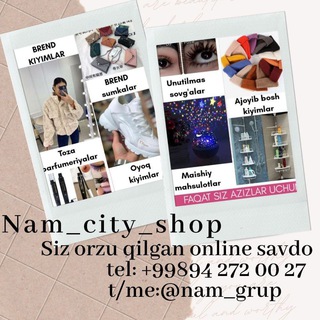 BREND
KIYIMLAR
BREND
sumkalar
Toza
parfumeriyalar
Oyoq
kiyimlar
Unutilmas
sovg'alar
Ajoyib bosh
kiyimlar
Maishiy
mahsulotlar
FAQAT SIZ AZIZLAR UCHUN
Nam_city_shop
Siz orzu qilgan online savdo
tel: +99894 272 00 27
t/me:@nam_grup